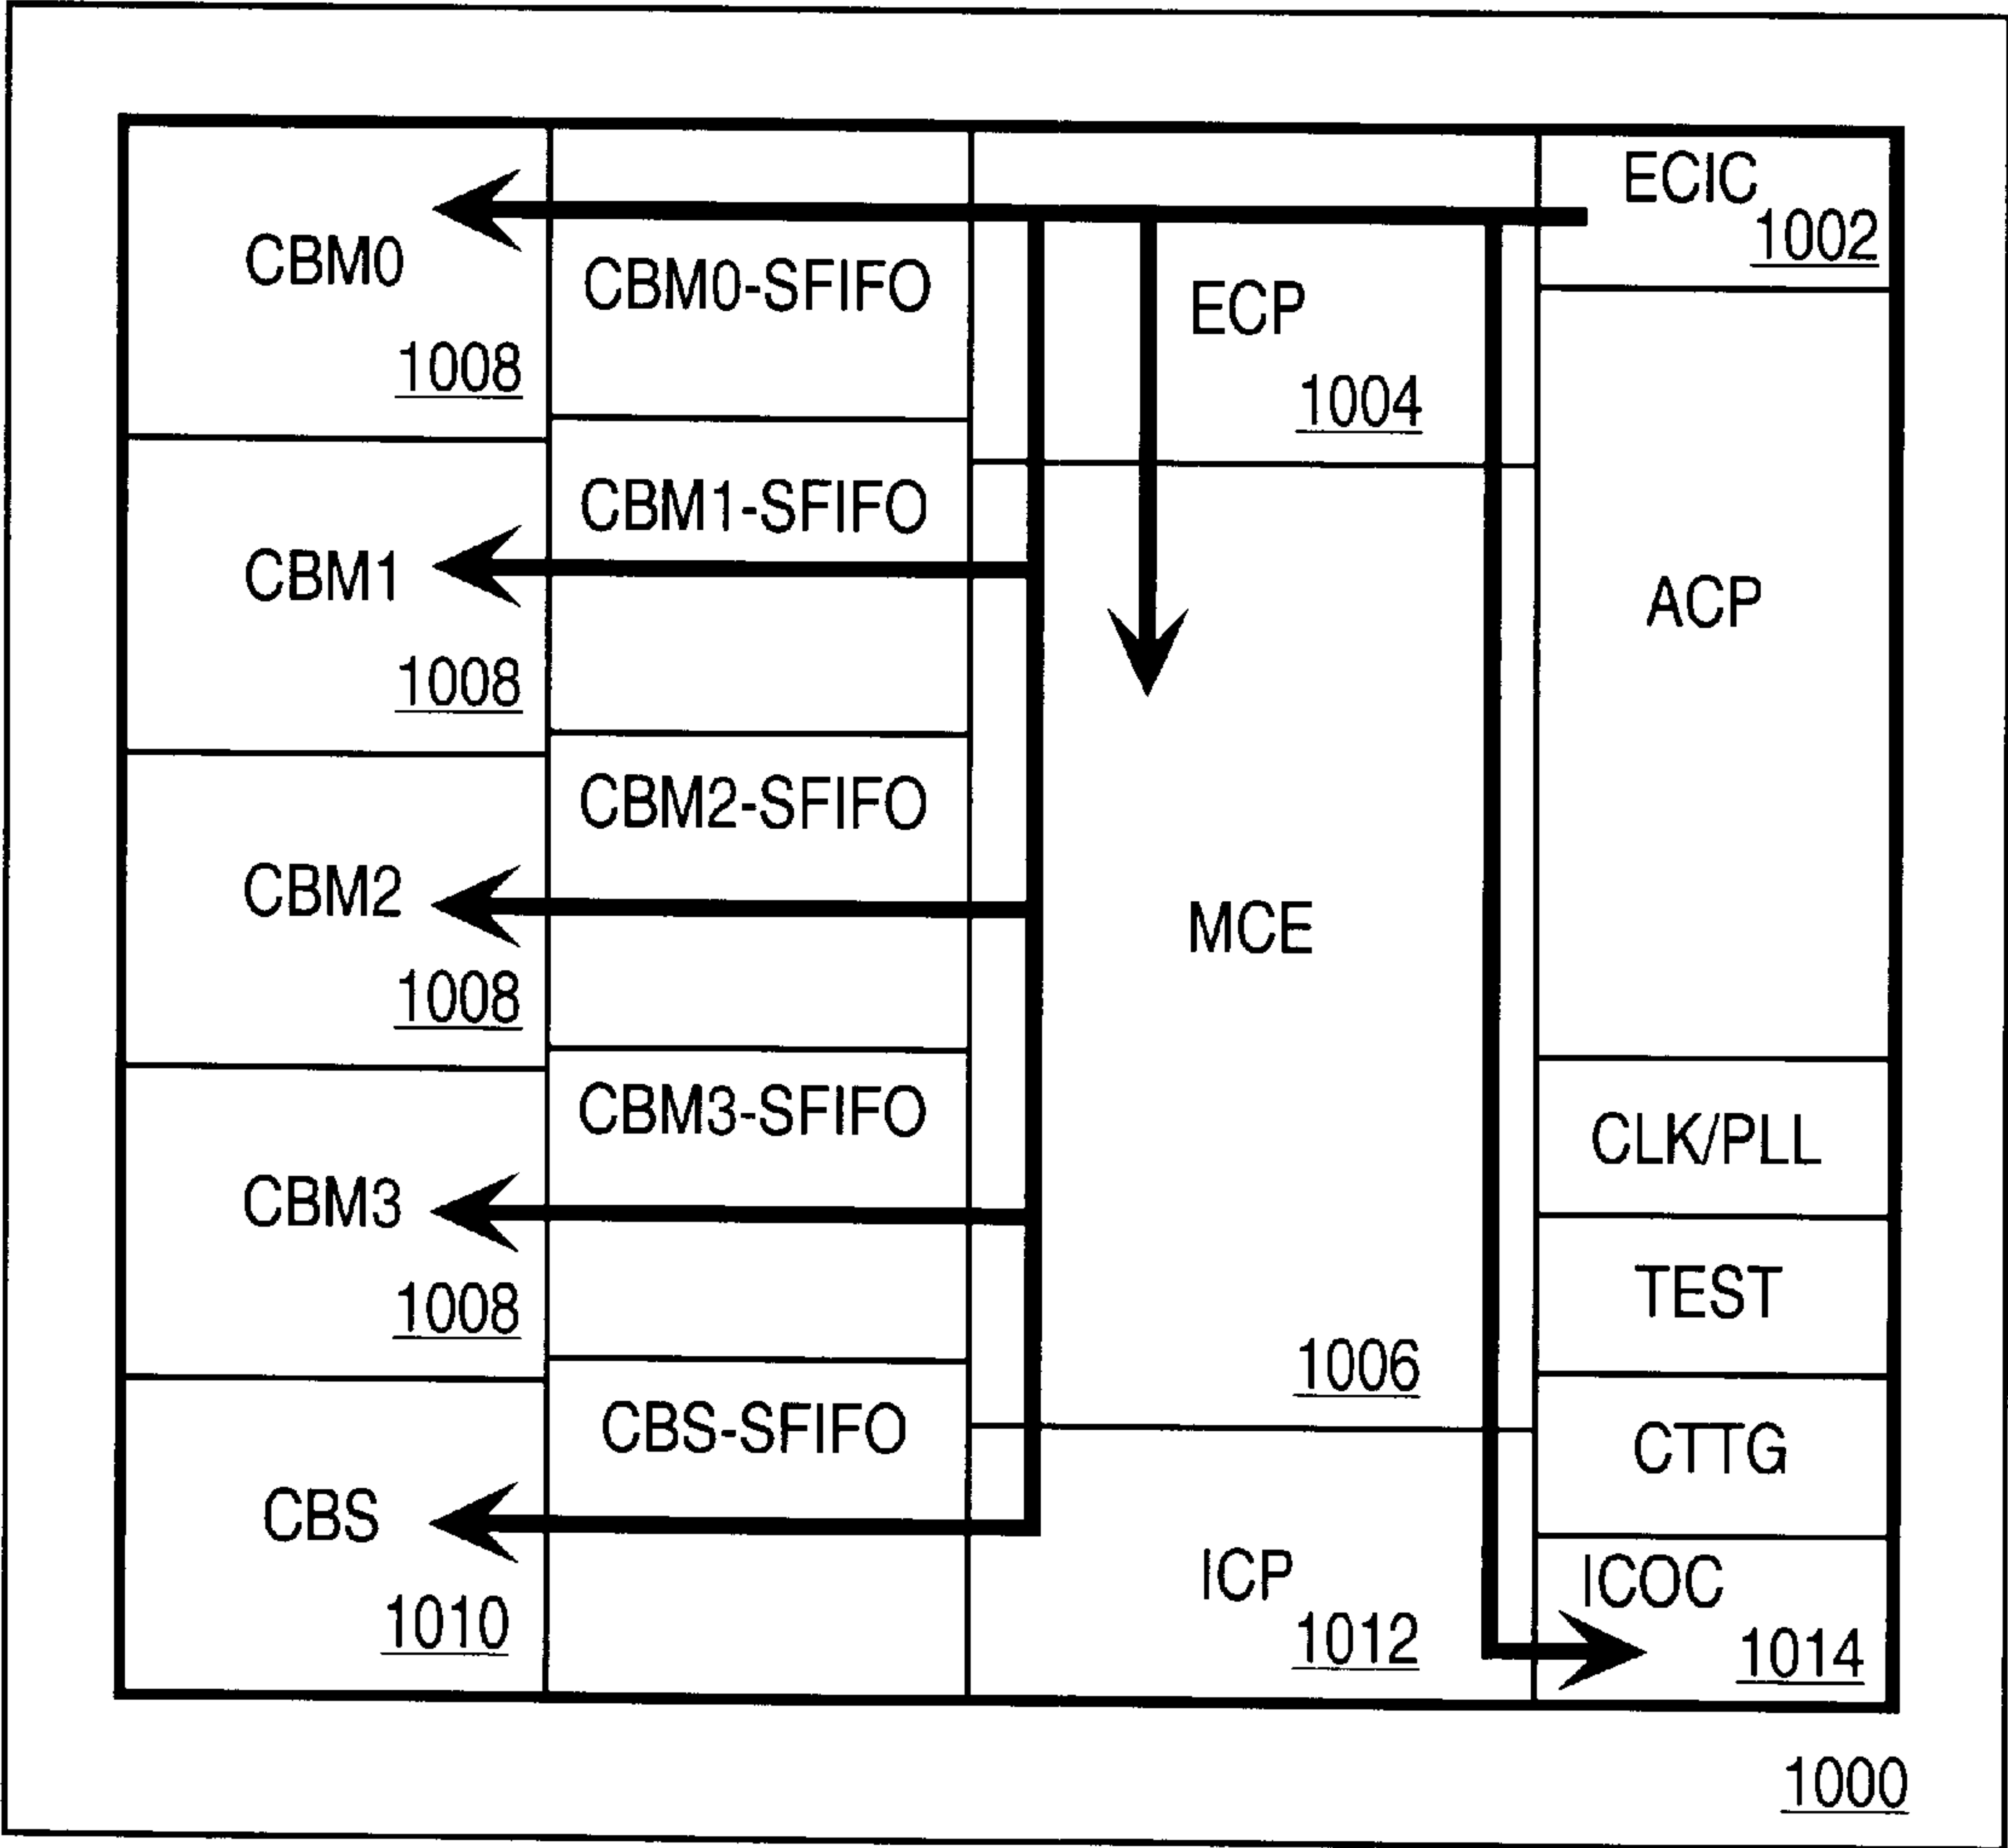 CBM0
1008
CBM0-SFIFO
ECP
1004
ECIC
1002
CBM1
1008
CBM1-SFIFO
ACP
CBM2
1008
CBM2-SFIFO
MCE
1006
CBM3
1008
CBM3-SFIFO
CLK/PLL
TEST
CTTG
CBS
1010
CBS-SFIFO
ICP
1012
ICOC
1014
1000